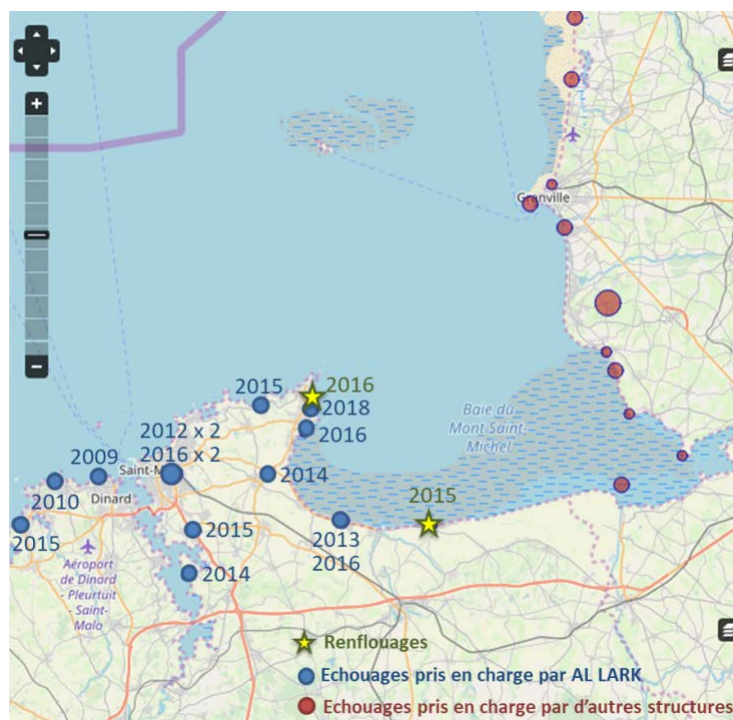 Granville
2016
2015
2018
2016
2012 x 2
2016 x 2
Baie du
Mont Saint-
Michel
2009
Saint-M
2014
2010
Dinard
2015
2015
2015
2013
2016
2014
Aéroport
de Dinard
- Pleurtuit
- Saint-
Malo
Renflouages
Echouages pris en charge par AL LARK
Echouages pris en charge par d'autres structures